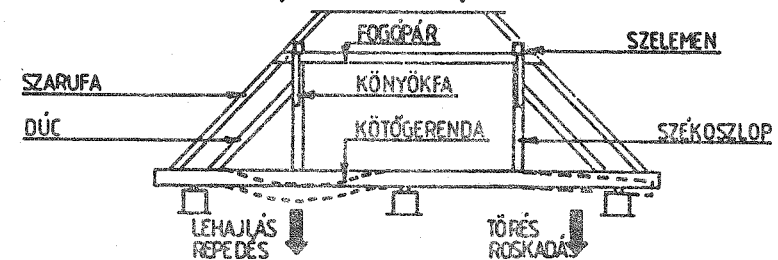 FOGÓPÁR
SZELEMEN
SZARUFA
KÖNYÖKFA
DÚC
KÖTŐGERENDA
SZÉKOSZLOP
LEHAJLÁS
REPEDÉS
TÖRÉS
ROSKADÁS